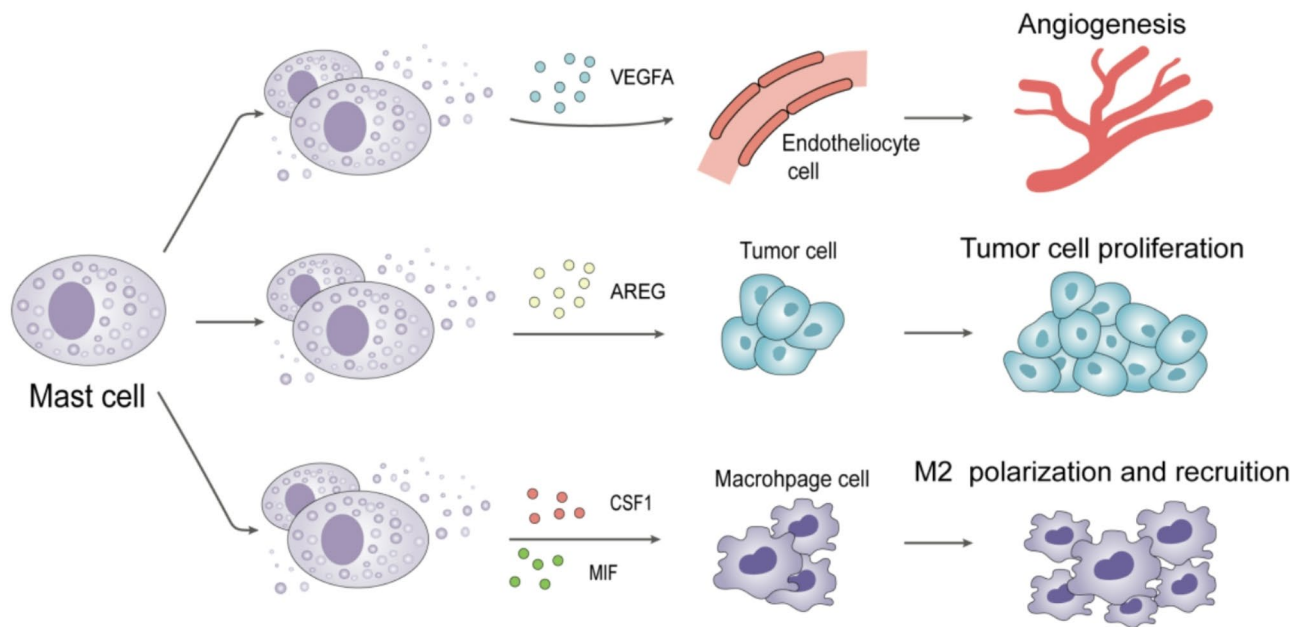 Angiogenesis
VEGFA
Endotheliocyte
cell
Tumor cell
Tumor cell proliferation
AREG
Mast cell
Macrohpage cell
M2 polarization and recruition
CSF1
MIF